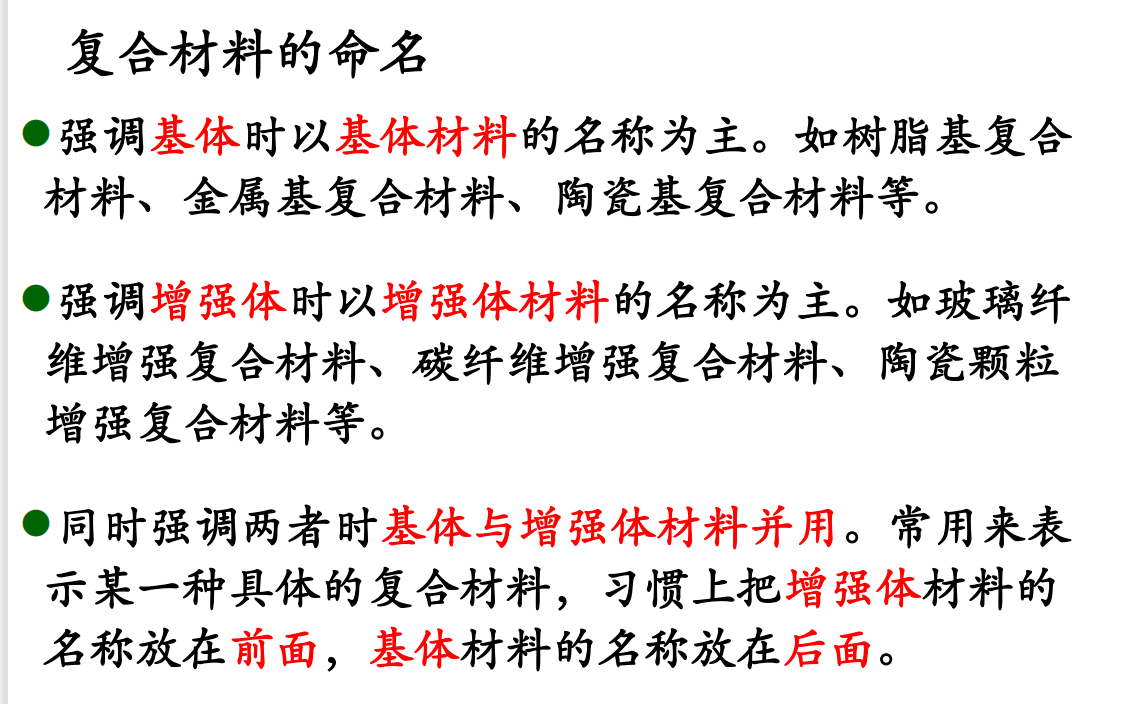 复合材料的命名
●强调基体时以基体材料的名称为主。如树脂基复合
材料、金属基复合材料、陶瓷基复合材料等。
●强调增强体时以增强体材料的名称为主。如玻璃纤
维增强复合材料、碳纤维增强复合材料、陶瓷颗粒
增强复合材料等。
●同时强调两者时基体与增强体材料并用。常用来表
示某一种具体的复合材料，习惯上把增强体材料的
名称放在前面，基体材料的名称放在后面。